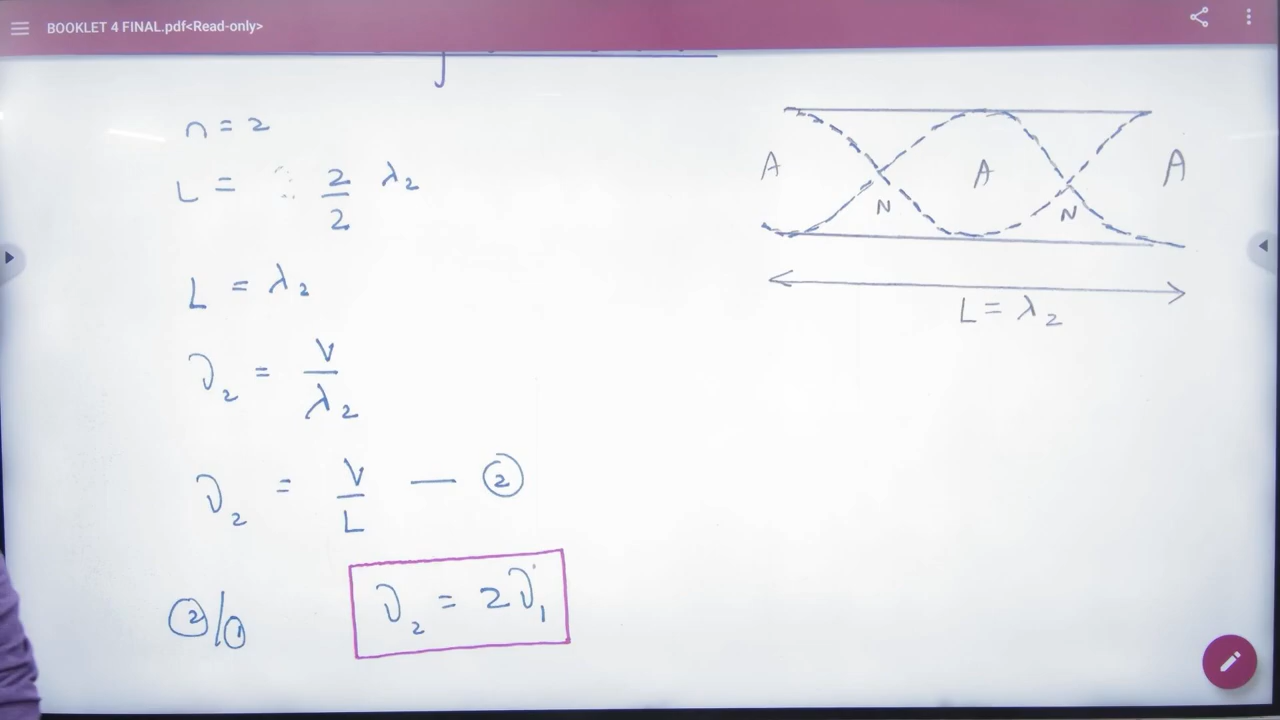 BOOKLET 4 FINAL.pdf<Read-only>
n = 2
L = 2/2 λ₂
L = λ₂
ν₂ = V/λ₂
ν₂ = V/L — ②
②/① ν₂ = 2ν₁
A A A
N N
L = λ₂